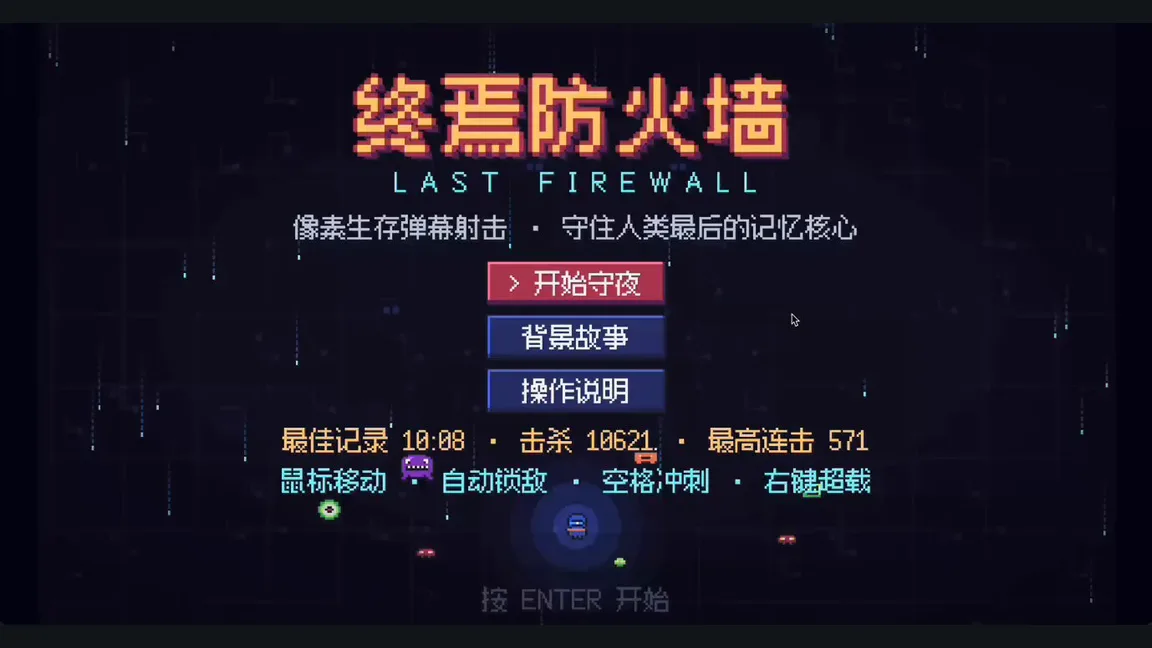 终焉防火墙
LAST FIREWALL
像素生存弹幕射击 · 守住人类最后的记忆核心
> 开始守夜
背景故事
操作说明
最佳记录 10:08 · 击杀 10621 · 最高连击 571
鼠标移动 · 自动锁敌 · 空格冲刺 · 右键超载
按 ENTER 开始